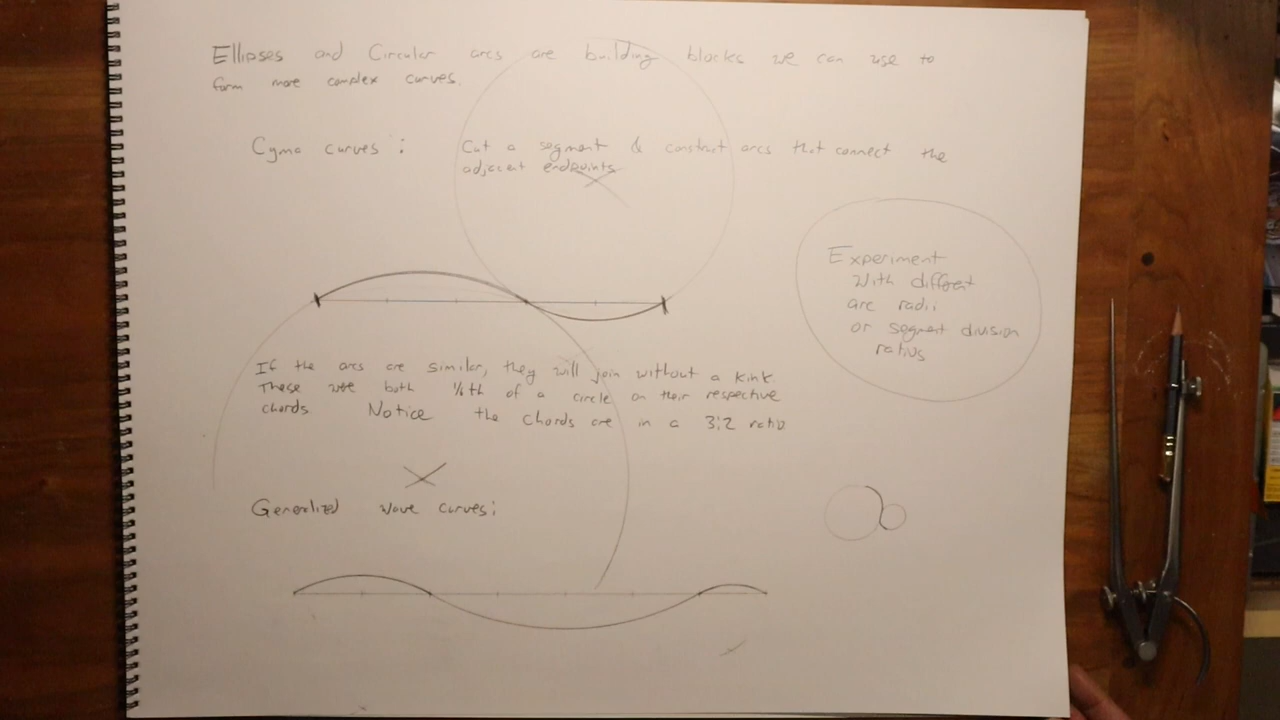 Ellipses and Circular arcs are building blocks we can use to
form more complex curves.
Cyma curves: Cut a segment & construct arcs that connect the
adjacent endpoints
Experiment
With different
arc radii
or segment division
ratios
If the arcs are similar, they will join without a kink.
These were both of a circle on their respective
chords Notice the chords are in a 3:2 ratio
Generalized Wave curves: